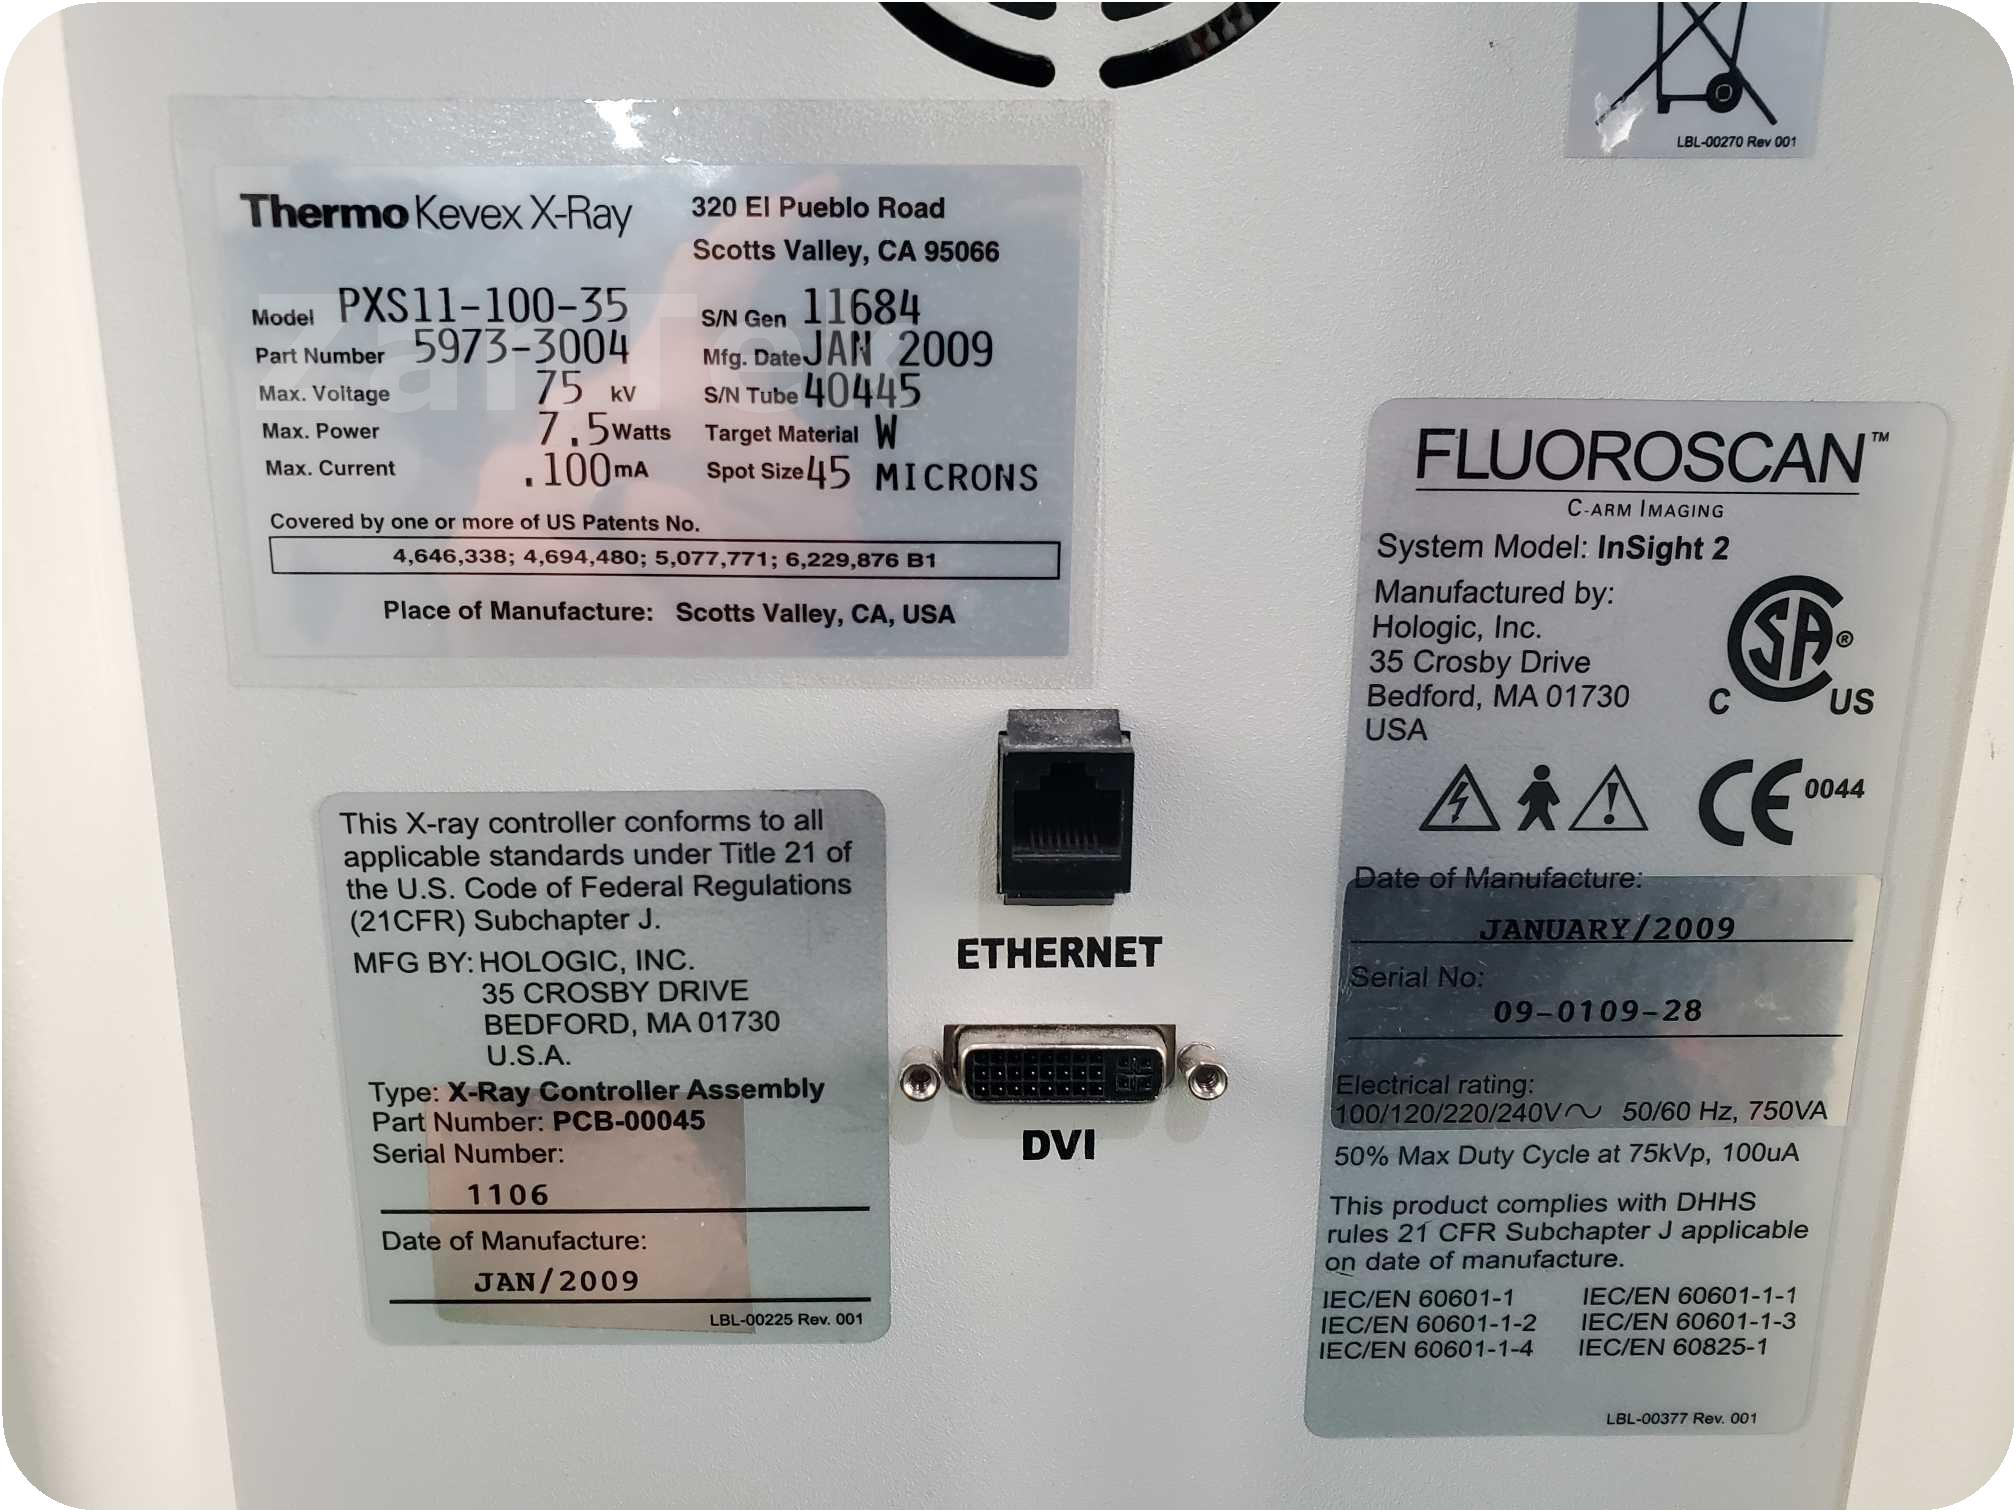 Thermo Kevex X-Ray
320 El Pueblo Road
Scotts Valley, CA 95066
Model PXS11-100-35
Part Number 5973-3004
Max. Voltage 75 kV
Max. Power 7.5 Watts
Max. Current .100 mA
S/N Gen 11684
Mfg. Date JAN 2009
S/N Tube 40445
Target Material W
Spot Size 45 MICRONS
Covered by one or more of US Patents No.
4,646,338; 4,694,480; 5,077,771; 6,229,876 B1
Place of Manufacture: Scotts Valley, CA, USA
ZarTek
LBL-00270 Rev 001
This X-ray controller conforms to all
applicable standards under Title 21 of
the U.S. Code of Federal Regulations
(21CFR) Subchapter J.
MFG BY: HOLOGIC, INC.
35 CROSBY DRIVE
BEDFORD, MA 01730
U.S.A.
Type: X-Ray Controller Assembly
Part Number: PCB-00045
Serial Number:
1106
Date of Manufacture:
JAN/2009
LBL-00225 Rev. 001
ETHERNET
DVI
FLUOROSCAN™
C-ARM IMAGING
System Model: InSight 2
Manufactured by:
Hologic, Inc.
35 Crosby Drive
Bedford, MA 01730
USA
C SA® US
CE 0044
Date of Manufacture:
JANUARY/2009
Serial No:
09-0109-28
Electrical rating:
100/120/220/240V~ 50/60 Hz, 750VA
50% Max Duty Cycle at 75kVp, 100uA
This product complies with DHHS
rules 21 CFR Subchapter J applicable
on date of manufacture.
IEC/EN 60601-1 IEC/EN 60601-1-1
IEC/EN 60601-1-2 IEC/EN 60601-1-3
IEC/EN 60601-1-4 IEC/EN 60825-1
LBL-00377 Rev. 001